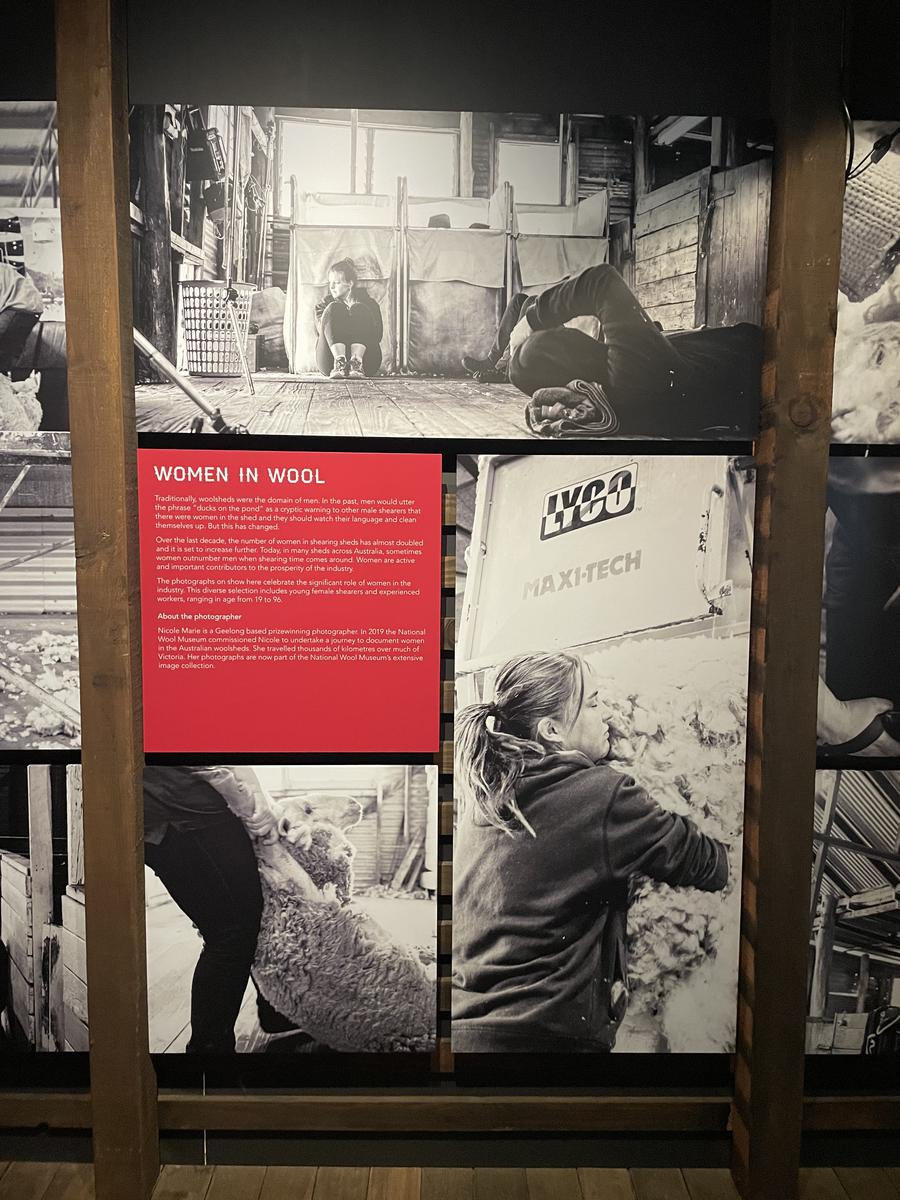 WOMEN IN WOOL
Traditionally, woolsheds were the domain of men. In the past, men would utter
the phrase "ducks on the pond" as a cryptic warning to other male shearers that
there were women in the shed and they should watch their language and clean
themselves up. But this has changed.
Over the last decade, the number of women in shearing sheds has almost doubled
and it is set to increase further. Today, in many sheds across Australia, sometimes
women outnumber men when shearing time comes around. Women are active
and important contributors to the prosperity of the industry.
The photographs on show here celebrate the significant role of women in the
industry. This diverse selection includes young female shearers and experienced
workers, ranging in age from 19 to 96.
About the photographer
Nicole Marie is a Geelong based prizewinning photographer. In 2019 the National
Wool Museum commissioned Nicole to undertake a journey to document women
in the Australian woolsheds. She travelled thousands of kilometres over much of
Victoria. Her photographs are now part of the National Wool Museum's extensive
image collection.
LYCO
MAXI-TECH